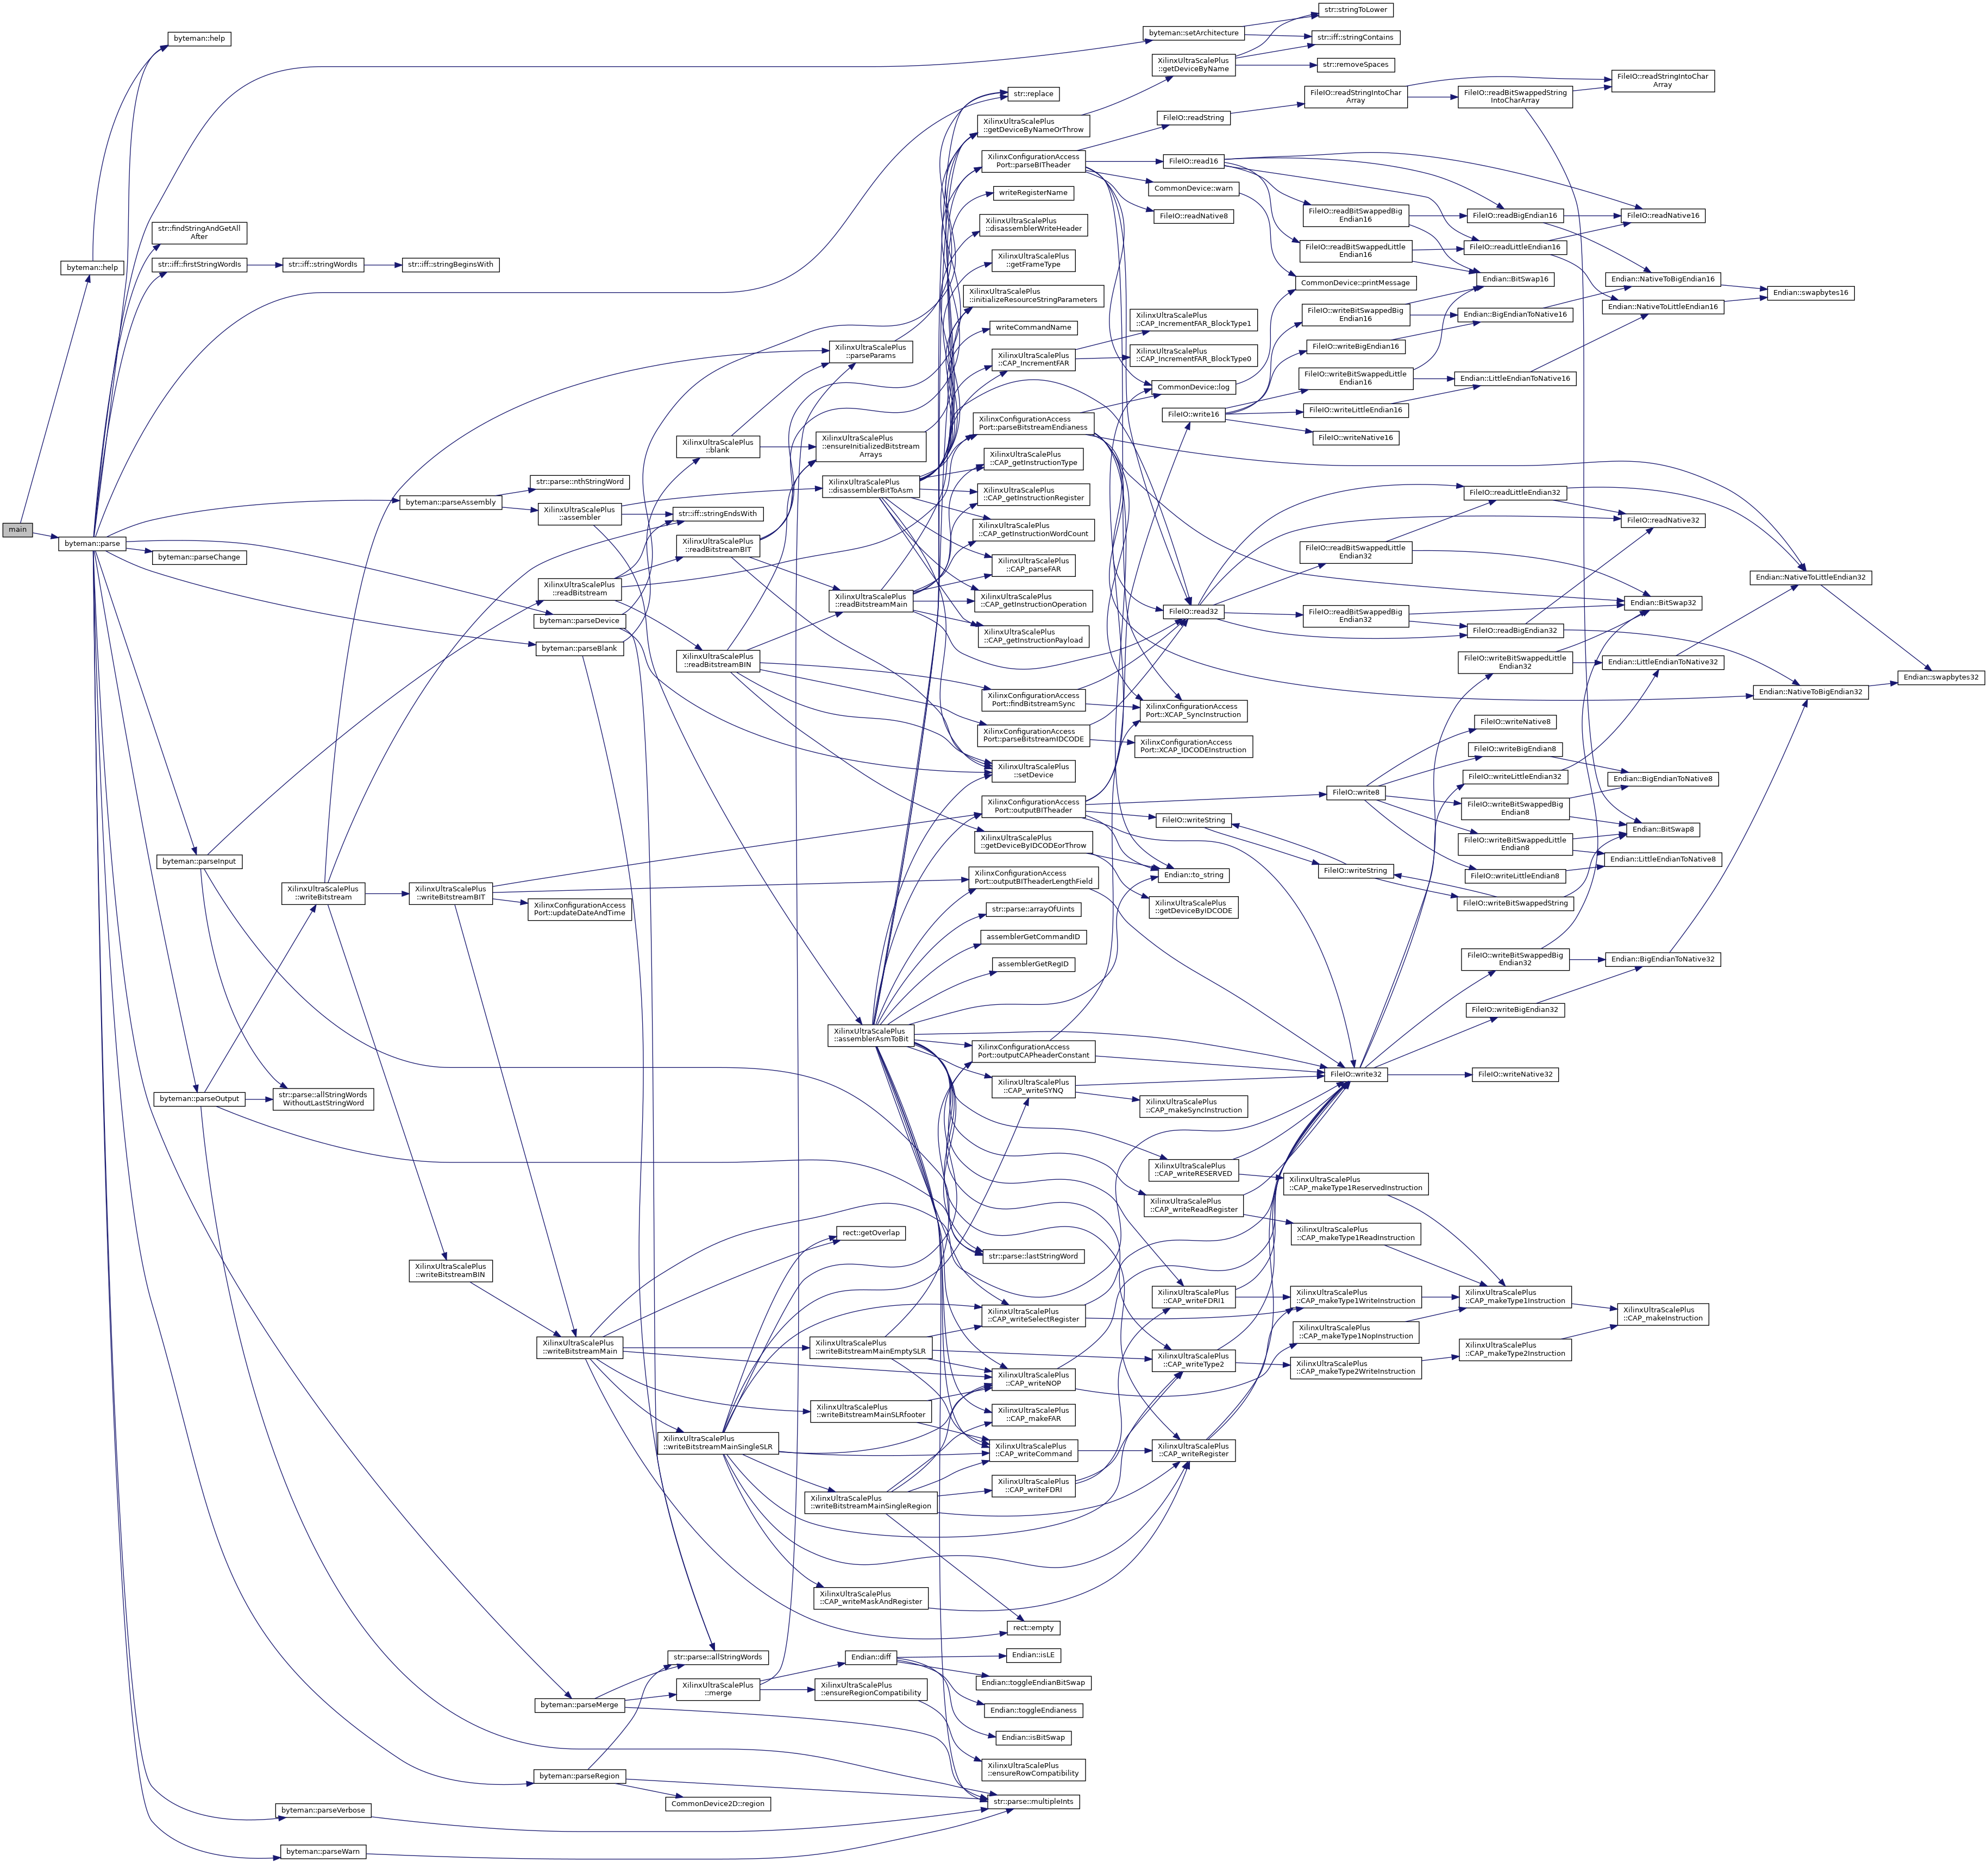 main
byteman::help
byteman::parse
byteman::help
str::findStringAndGetAll
After
str::iff::firstStringWordIs
str::iff::stringWordIs
str::iff::stringBeginsWith
byteman::parseAssembly
byteman::parseChange
byteman::parseInput
byteman::parseOutput
str::parse::allStringWords
WithoutLastStringWord
byteman::parseVerbose
byteman::parseWarn
XilinxUltraScalePlus
::writeBitstream
XilinxUltraScalePlus
::writeBitstreamBIT
XilinxConfigurationAccess
Port::updateDateAndTime
XilinxUltraScalePlus
::writeBitstreamBIN
str::parse::nthStringWord
XilinxUltraScalePlus
::assembler
XilinxUltraScalePlus
::readBitstream
byteman::parseDevice
byteman::parseBlank
XilinxUltraScalePlus
::writeBitstreamMain
byteman::parseMerge
byteman::parseRegion
XilinxUltraScalePlus
::blank
str::iff::stringEndsWith
XilinxUltraScalePlus
::readBitstreamBIT
XilinxUltraScalePlus
::readBitstreamBIN
XilinxUltraScalePlus
::writeBitstreamMainSingleSLR
str::parse::allStringWords
XilinxUltraScalePlus
::merge
CommonDevice2D::region
XilinxUltraScalePlus
::parseParams
XilinxUltraScalePlus
::ensureInitializedBitstream
Arrays
XilinxUltraScalePlus
::disassemblerBitToAsm
XilinxUltraScalePlus
::readBitstreamMain
XilinxUltraScalePlus
::assemblerAsmToBit
rect::getOverlap
XilinxUltraScalePlus
::writeBitstreamMainEmptySLR
XilinxUltraScalePlus
::writeBitstreamMainSLRfooter
XilinxUltraScalePlus
::writeBitstreamMainSingleRegion
XilinxUltraScalePlus
::CAP_writeMaskAndRegister
Endian::diff
XilinxUltraScalePlus
::ensureRegionCompatibility
str::replace
XilinxUltraScalePlus
::getDeviceByNameOrThrow
XilinxConfigurationAccess
Port::parseBITheader
writeRegisterName
XilinxUltraScalePlus
::disassemblerWriteHeader
XilinxUltraScalePlus
::getFrameType
XilinxUltraScalePlus
::initializeResourceStringParameters
writeCommandName
XilinxUltraScalePlus
::CAP_IncrementFAR
XilinxConfigurationAccess
Port::parseBitstreamEndianess
XilinxUltraScalePlus
::CAP_getInstructionType
XilinxUltraScalePlus
::CAP_getInstructionRegister
XilinxUltraScalePlus
::CAP_getInstructionWordCount
XilinxUltraScalePlus
::CAP_parseFAR
XilinxUltraScalePlus
::CAP_getInstructionOperation
XilinxUltraScalePlus
::CAP_getInstructionPayload
XilinxConfigurationAccess
Port::findBitstreamSync
XilinxConfigurationAccess
Port::parseBitstreamIDCODE
XilinxUltraScalePlus
::setDevice
XilinxConfigurationAccess
Port::outputBITheader
XilinxUltraScalePlus
::getDeviceByIDCODEorThrow
XilinxConfigurationAccess
Port::outputBITheaderLengthField
str::parse::arrayOfUints
assemblerGetCommandID
assemblerGetRegID
XilinxConfigurationAccess
Port::outputCAPheaderConstant
XilinxUltraScalePlus
::CAP_writeSYNQ
str::parse::lastStringWord
XilinxUltraScalePlus
::CAP_writeSelectRegister
XilinxUltraScalePlus
::CAP_writeNOP
XilinxUltraScalePlus
::CAP_makeFAR
XilinxUltraScalePlus
::CAP_writeCommand
XilinxUltraScalePlus
::CAP_writeFDRI
rect::empty
Endian::isLE
Endian::toggleEndianBitSwap
Endian::toggleEndianess
Endian::isBitSwap
XilinxUltraScalePlus
::ensureRowCompatibility
str::parse::multipleInts
byteman::setArchitecture
XilinxUltraScalePlus
::getDeviceByName
FileIO::readString
FileIO::read16
CommonDevice::warn
FileIO::readNative8
XilinxUltraScalePlus
::CAP_IncrementFAR_BlockType1
XilinxUltraScalePlus
::CAP_IncrementFAR_BlockType0
CommonDevice::log
FileIO::write16
FileIO::read32
XilinxConfigurationAccess
Port::XCAP_SyncInstruction
XilinxConfigurationAccess
Port::XCAP_IDCODEInstruction
FileIO::writeString
Endian::to_string
XilinxUltraScalePlus
::getDeviceByIDCODE
XilinxUltraScalePlus
::CAP_makeSyncInstruction
XilinxUltraScalePlus
::CAP_writeRESERVED
XilinxUltraScalePlus
::CAP_writeReadRegister
XilinxUltraScalePlus
::CAP_writeFDRI1
XilinxUltraScalePlus
::CAP_writeType2
XilinxUltraScalePlus
::CAP_writeRegister
str::stringToLower
str::iff::stringContains
str::removeSpaces
FileIO::readStringIntoChar
Array
FileIO::readBitSwappedBig
Endian16
FileIO::readBitSwappedLittle
Endian16
CommonDevice::printMessage
FileIO::writeBitSwappedBig
Endian16
FileIO::writeBigEndian16
FileIO::writeBitSwappedLittle
Endian16
FileIO::writeLittleEndian16
FileIO::writeNative16
FileIO::readBitSwappedLittle
Endian32
FileIO::readBitSwappedBig
Endian32
FileIO::write8
FileIO::writeString
FileIO::write32
XilinxUltraScalePlus
::CAP_makeType1ReservedInstruction
XilinxUltraScalePlus
::CAP_makeType1ReadInstruction
XilinxUltraScalePlus
::CAP_makeType1WriteInstruction
XilinxUltraScalePlus
::CAP_makeType1NopInstruction
XilinxUltraScalePlus
::CAP_makeType2WriteInstruction
FileIO::readBitSwappedString
IntoCharArray
FileIO::readBigEndian16
FileIO::readLittleEndian16
Endian::BitSwap16
Endian::BigEndianToNative16
Endian::LittleEndianToNative16
FileIO::readLittleEndian32
FileIO::readBigEndian32
FileIO::writeBitSwappedLittle
Endian32
FileIO::writeNative8
FileIO::writeBigEndian8
FileIO::writeLittleEndian32
FileIO::writeBitSwappedBig
Endian8
FileIO::writeBitSwappedLittle
Endian8
FileIO::writeLittleEndian8
FileIO::writeBitSwappedString
FileIO::writeBitSwappedBig
Endian32
FileIO::writeBigEndian32
FileIO::writeNative32
XilinxUltraScalePlus
::CAP_makeType1Instruction
XilinxUltraScalePlus
::CAP_makeType2Instruction
FileIO::readStringIntoChar
Array
FileIO::readNative16
Endian::NativeToBigEndian16
Endian::NativeToLittleEndian16
FileIO::readNative32
Endian::BitSwap32
Endian::LittleEndianToNative32
Endian::BigEndianToNative8
Endian::BitSwap8
Endian::LittleEndianToNative8
Endian::BigEndianToNative32
XilinxUltraScalePlus
::CAP_makeInstruction
Endian::swapbytes16
Endian::NativeToLittleEndian32
Endian::NativeToBigEndian32
Endian::swapbytes32